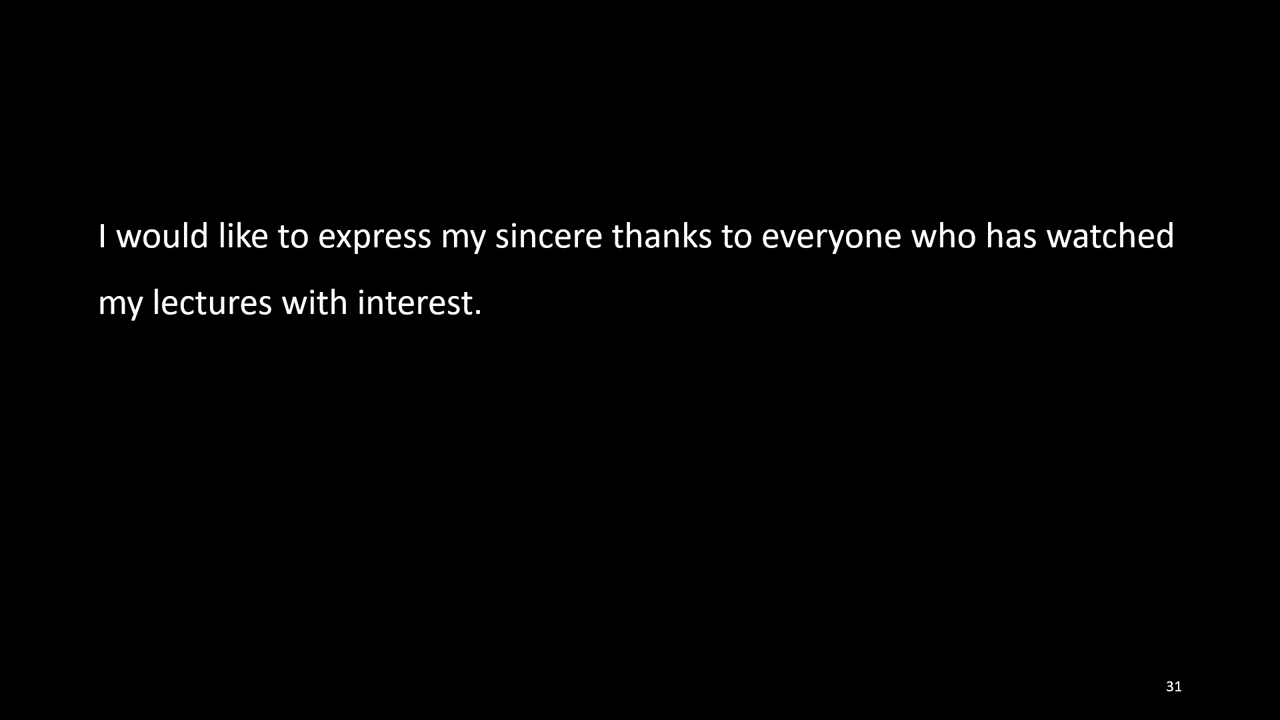 I would like to express my sincere thanks to everyone who has watched
my lectures with interest.
31